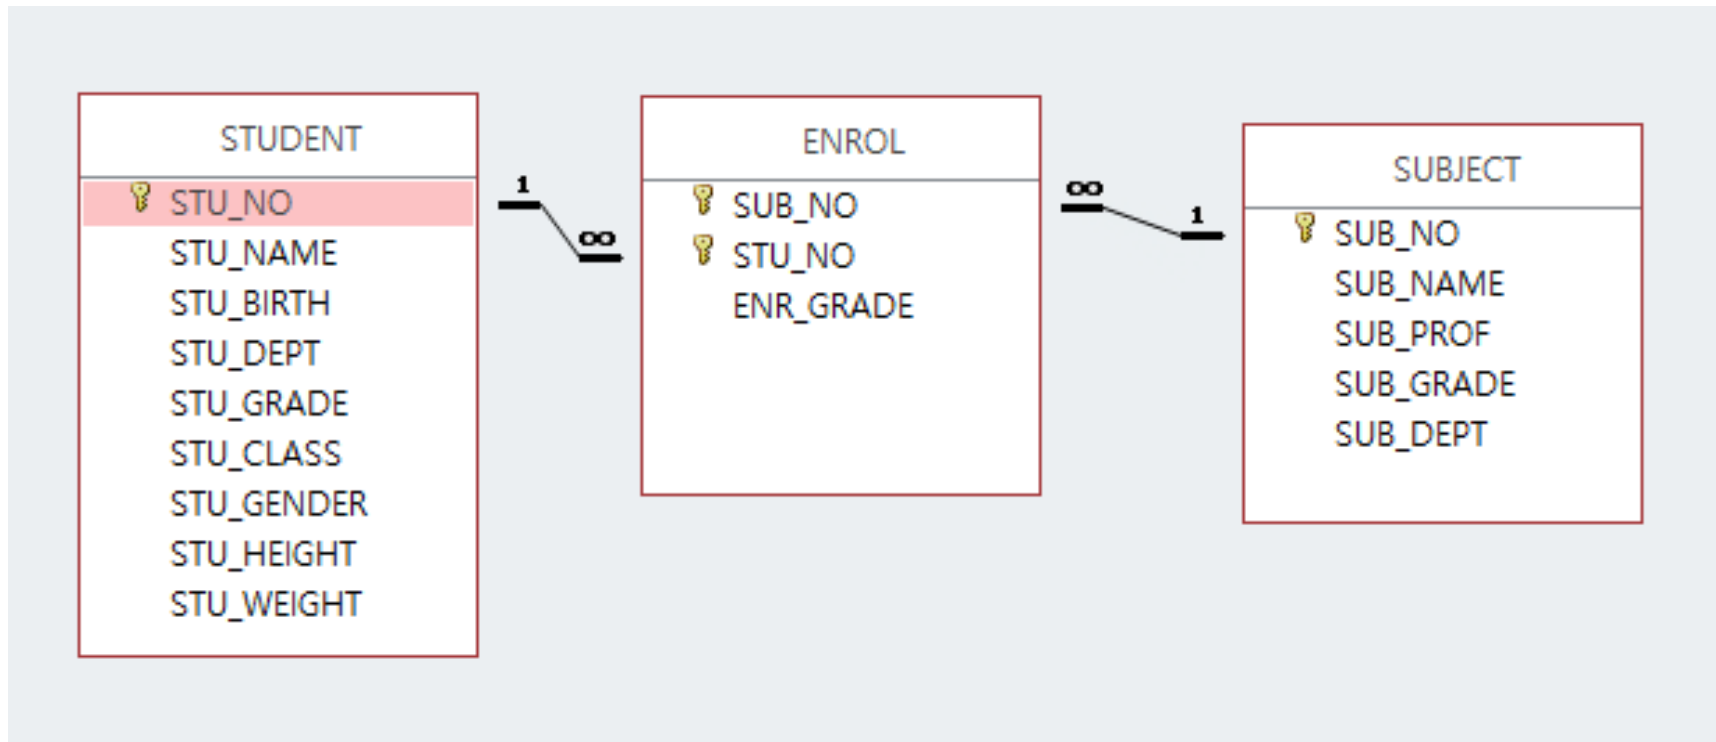 STUDENT
STU_NO
STU_NAME
STU_BIRTH
STU_DEPT
STU_GRADE
STU_CLASS
STU_GENDER
STU_HEIGHT
STU_WEIGHT
1
∞
ENROL
SUB_NO
STU_NO
ENR_GRADE
∞
1
SUBJECT
SUB_NO
SUB_NAME
SUB_PROF
SUB_GRADE
SUB_DEPT